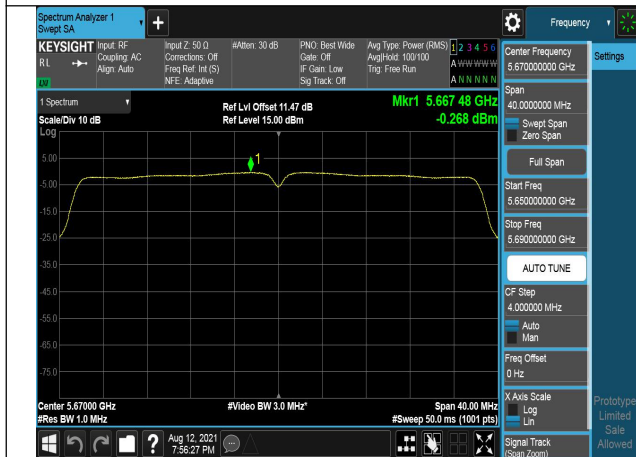 Spectrum Analyzer 1
Swept SA
+
Frequency
KEYSIGHT
R L
Input: RF
Coupling: AC
Align: Auto
Input Z: 50 Ω
Corrections: Off
Freq Ref: Int (S)
NFE: Adaptive
#Atten: 30 dB
PNO: Best Wide
Gate: Off
IF Gain: Low
Sig Track: Off
Avg Type: Power (RMS)
Avg|Hold: 100/100
Trig: Free Run
1 2 3 4 5 6
A W W W W W
A N N N N N
1 Spectrum
Scale/Div 10 dB
Log
Ref Lvl Offset 11.47 dB
Ref Level 15.00 dBm
Mkr1 5.667 48 GHz
-0.268 dBm
1
5.00
-5.00
-15.0
-25.0
-35.0
-45.0
-55.0
-65.0
-75.0
Center 5.67000 GHz
#Res BW 1.0 MHz
#Video BW 3.0 MHz*
Span 40.00 MHz
#Sweep 50.0 ms (1001 pts)
Aug 12, 2021
7:56:27 PM
?
Center Frequency
5.670000000 GHz
Settings
Span
40.0000000 MHz
Swept Span
Zero Span
Full Span
Start Freq
5.650000000 GHz
Stop Freq
5.690000000 GHz
AUTO TUNE
CF Step
4.000000 MHz
Auto
Man
Freq Offset
0 Hz
X Axis Scale
Log
Lin
Signal Track
(Span Zoom)
Prototype
Limited
Sale
Allowed